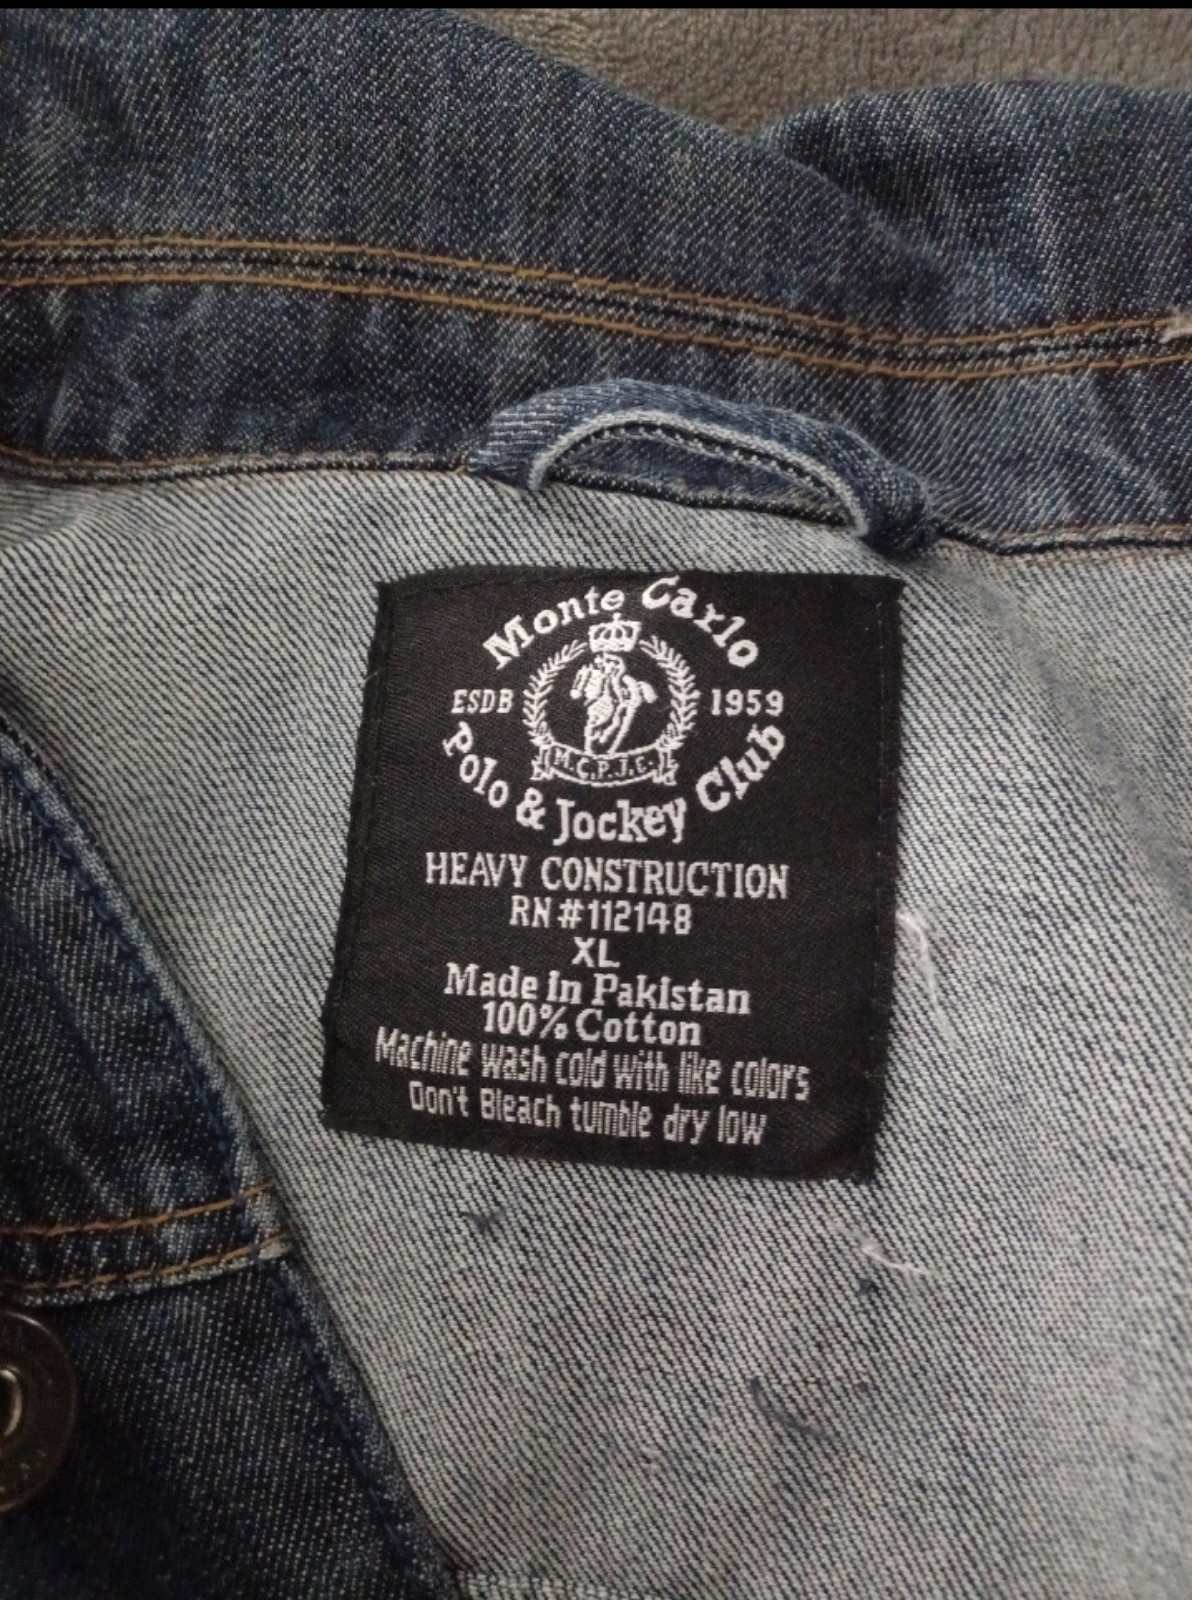 Monte Carlo
ESDB 1959
M.C.P.J.C.
Polo & Jockey Club
HEAVY CONSTRUCTION
RN #112148
XL
Made in Pakistan
100% Cotton
Machine wash cold with like colors
Don't Bleach tumble dry low